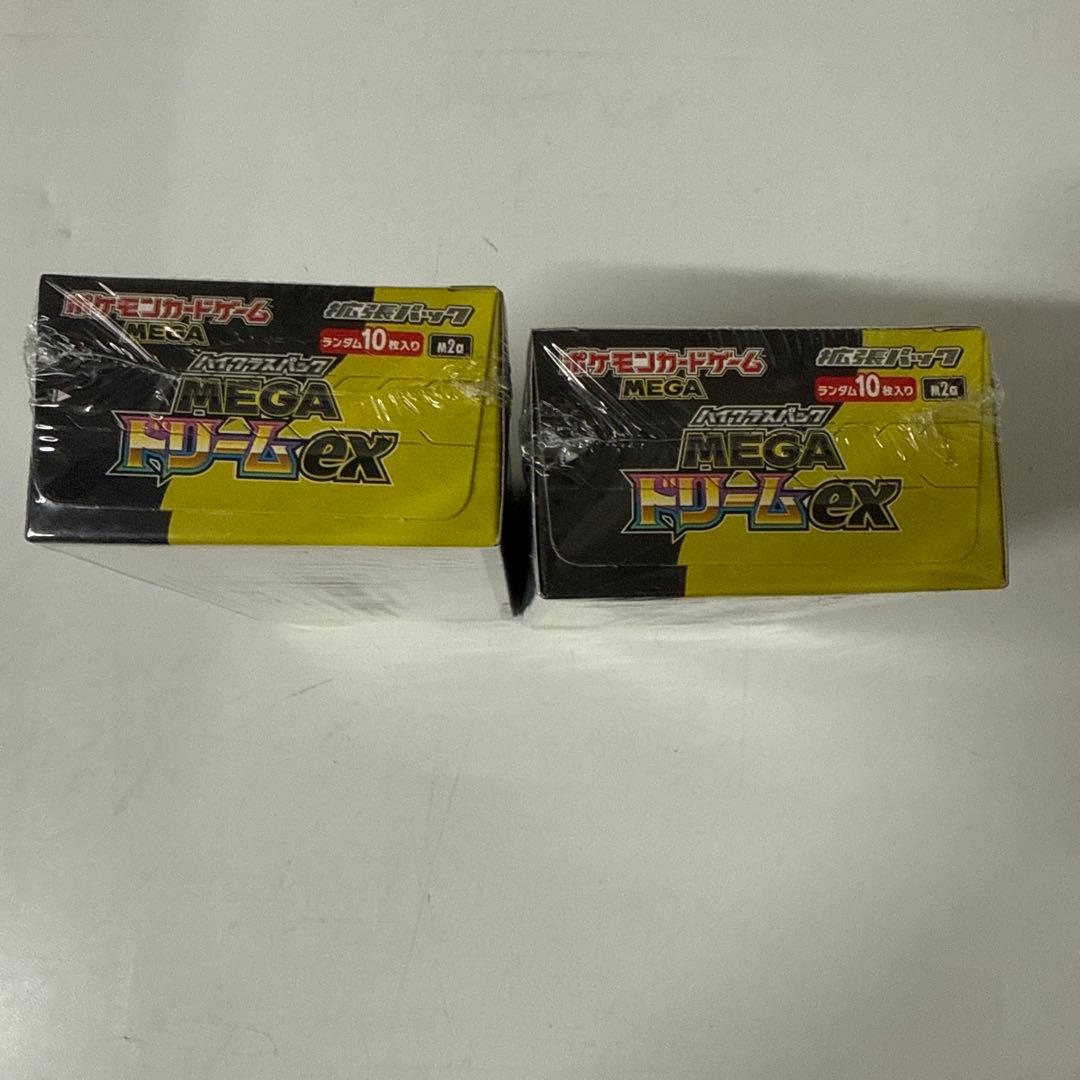 ポケモンカードゲーム
MEGA
拡張パック
ランダム10枚入り
M2a
ハイクラスパック
MEGA
ドリームex
ポケモンカードゲーム
MEGA
拡張パック
ランダム10枚入り
M2a
ハイクラスパック
MEGA
ドリームex